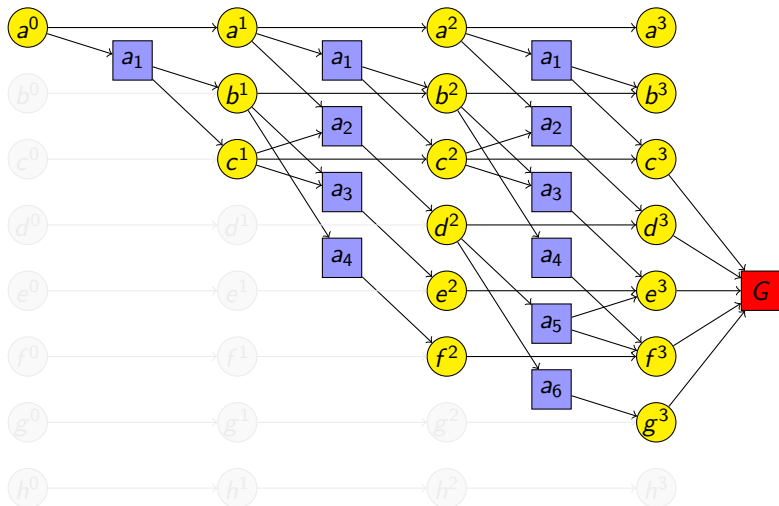 a⁰ a¹ a² a³
a₁ a₁ a₁
b⁰ b¹ b² b³
a₂ a₂
c⁰ c¹ c² c³
a₃ a₃
d⁰ d¹ d² d³
a₄ a₄
e⁰ e¹ e² e³ G
a₅
f⁰ f¹ f² f³
a₆
g⁰ g¹ g² g³
h⁰ h¹ h² h³